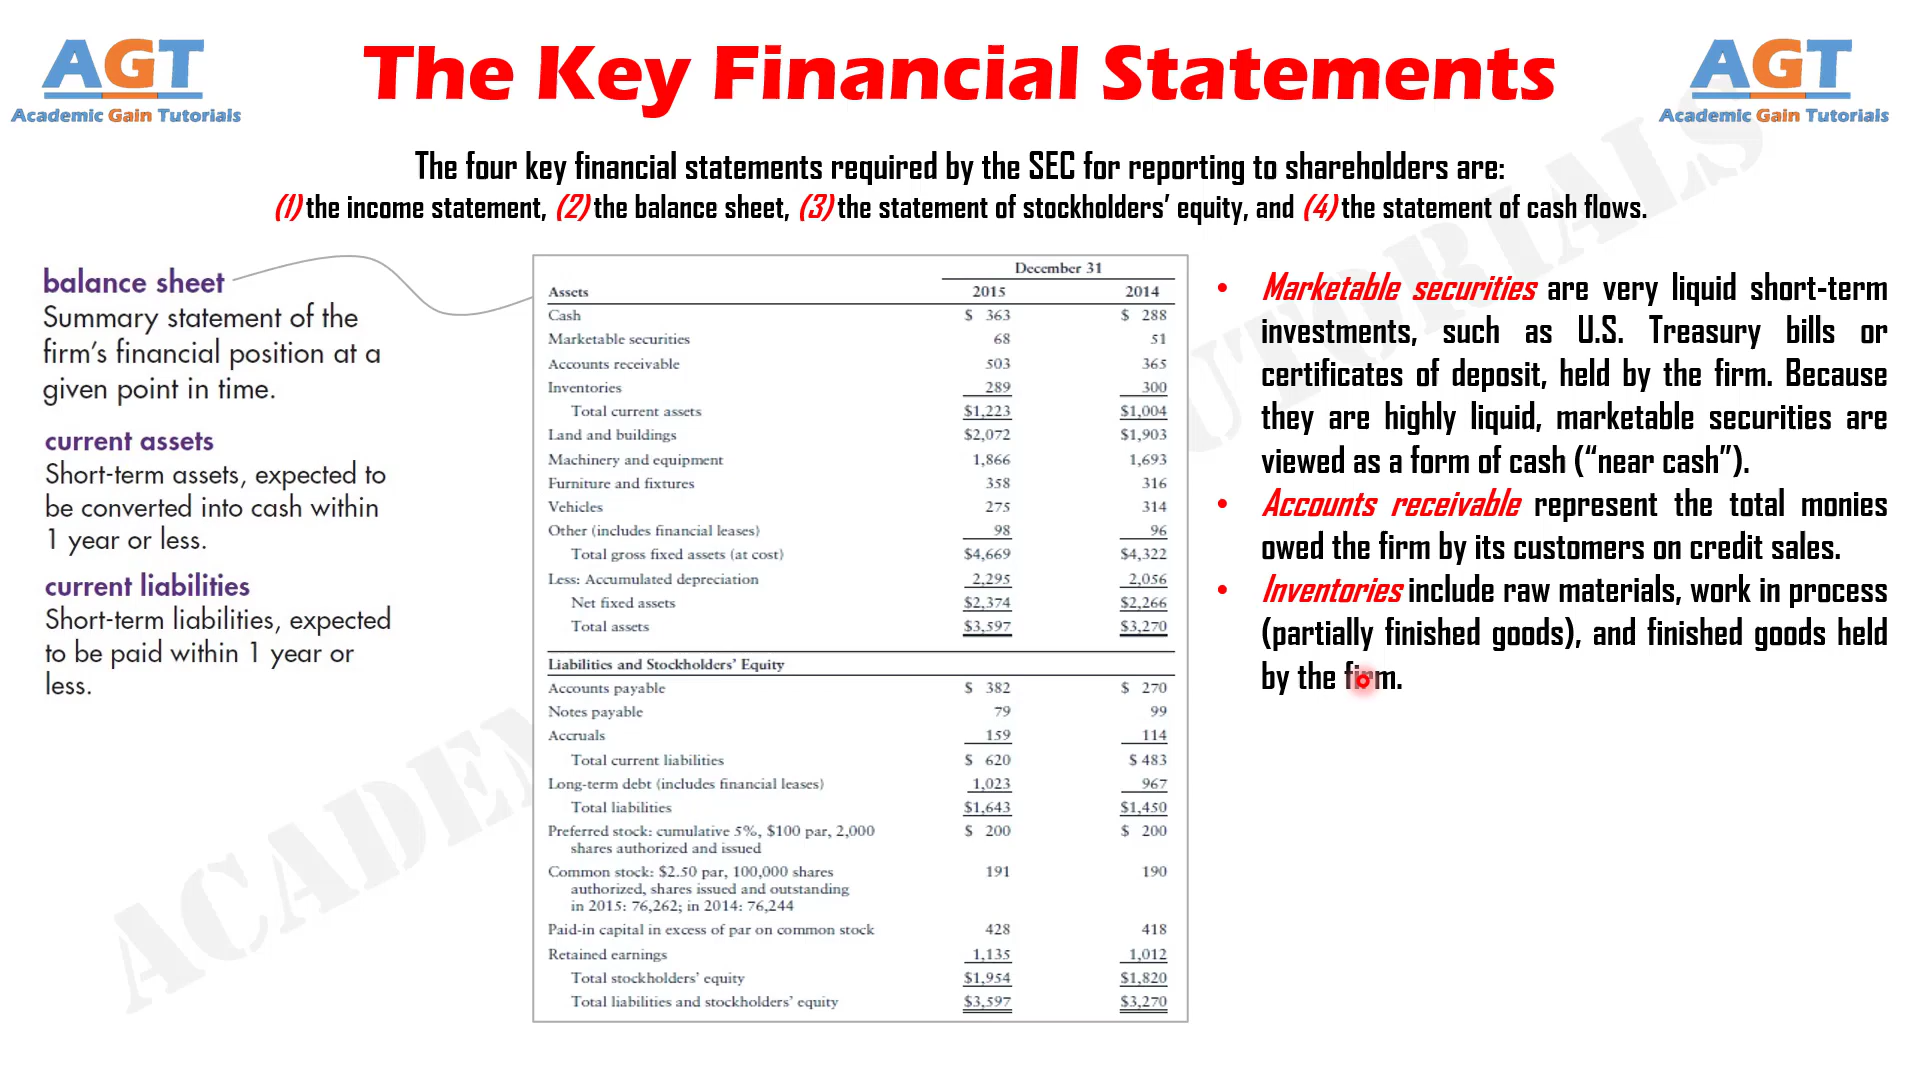 AGT
Academic Gain Tutorials
The Key Financial Statements
AGT
Academic Gain Tutorials
The four key financial statements required by the SEC for reporting to shareholders are:
(1) the income statement, (2) the balance sheet, (3) the statement of stockholders’ equity, and (4) the statement of cash flows.
balance sheet
Summary statement of the
firm’s financial position at a
given point in time.
current assets
Short-term assets, expected to
be converted into cash within
1 year or less.
current liabilities
Short-term liabilities, expected
to be paid within 1 year or
less.
December 31
Assets 2015 2014
Cash $ 363 $ 288
Marketable securities 68 51
Accounts receivable 503 365
Inventories 289 300
Total current assets $1,223 $1,004
Land and buildings $2,072 $1,903
Machinery and equipment 1,866 1,693
Furniture and fixtures 358 316
Vehicles 275 314
Other (includes financial leases) 98 96
Total gross fixed assets (at cost) $4,669 $4,322
Less: Accumulated depreciation 2,295 2,056
Net fixed assets $2,374 $2,266
Total assets $3,597 $3,270
Liabilities and Stockholders’ Equity
Accounts payable $ 382 $ 270
Notes payable 79 99
Accruals 159 114
Total current liabilities $ 620 $ 483
Long-term debt (includes financial leases) 1,023 967
Total liabilities $1,643 $1,450
Preferred stock: cumulative 5%, $100 par, 2,000 $ 200 $ 200
shares authorized and issued
Common stock: $2.50 par, 100,000 shares 191 190
authorized, shares issued and outstanding
in 2015: 76,262; in 2014: 76,244
Paid-in capital in excess of par on common stock 428 418
Retained earnings 1,135 1,012
Total stockholders’ equity $1,954 $1,820
Total liabilities and stockholders’ equity $3,597 $3,270
• Marketable securities are very liquid short-term
investments, such as U.S. Treasury bills or
certificates of deposit, held by the firm. Because
they are highly liquid, marketable securities are
viewed as a form of cash (“near cash”).
• Accounts receivable represent the total monies
owed the firm by its customers on credit sales.
• Inventories include raw materials, work in process
(partially finished goods), and finished goods held
by the firm.